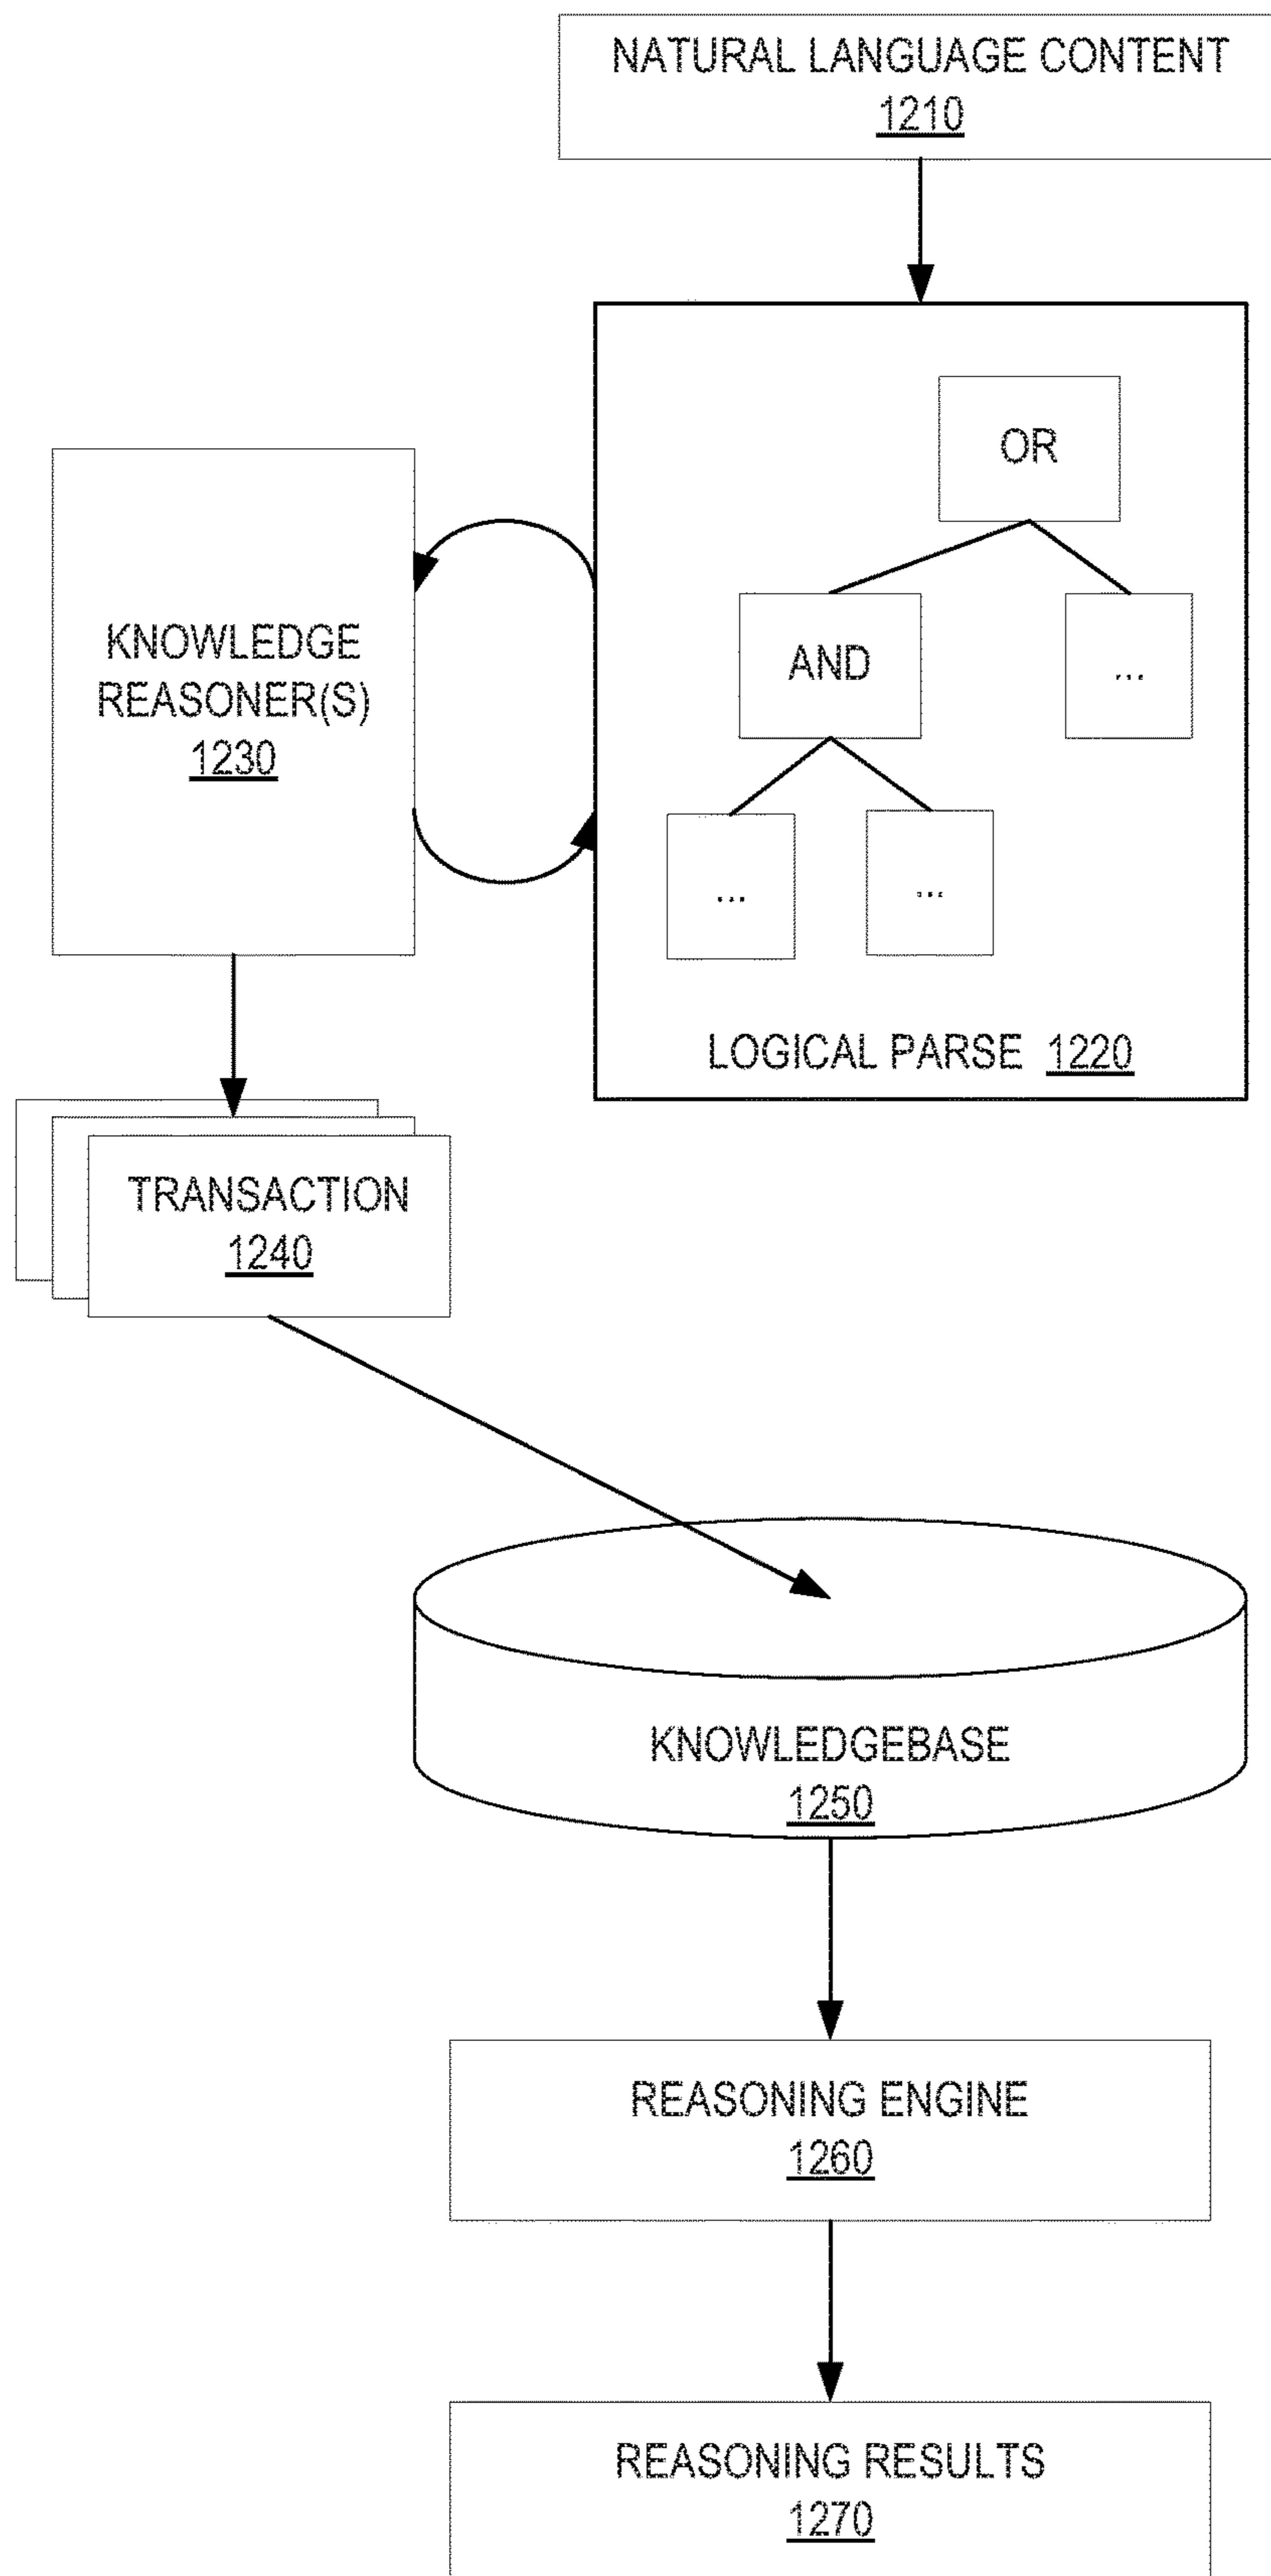 NATURAL LANGUAGE CONTENT
1210
OR
AND
...
...
...
LOGICAL PARSE 1220
KNOWLEDGE
REASONER(S)
1230
TRANSACTION
1240
KNOWLEDGEBASE
1250
REASONING ENGINE
1260
REASONING RESULTS
1270